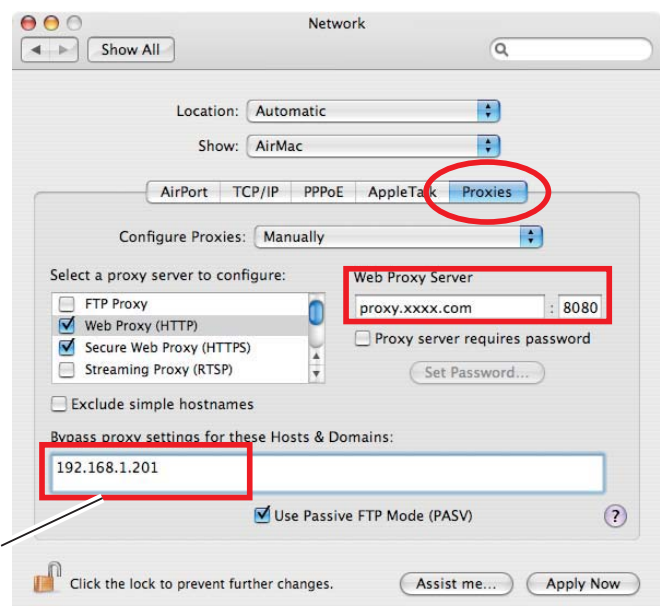 Network
Show All
Location: Automatic
Show: AirMac
AirPort TCP/IP PPPoE AppleTalk Proxies
Configure Proxies: Manually
Select a proxy server to configure:
FTP Proxy
Web Proxy (HTTP)
Secure Web Proxy (HTTPS)
Streaming Proxy (RTSP)
Web Proxy Server
proxy.xxxx.com : 8080
Proxy server requires password
Set Password...
Exclude simple hostnames
Bypass proxy settings for these Hosts & Domains:
192.168.1.201
Use Passive FTP Mode (PASV)
?
Click the lock to prevent further changes.
Assist me...
Apply Now